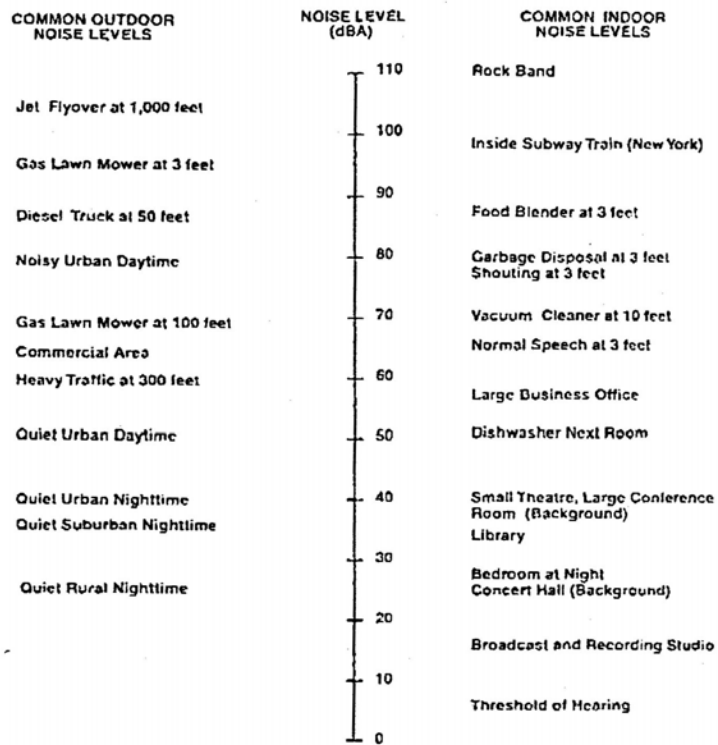 COMMON OUTDOOR
NOISE LEVELS
NOISE LEVEL
(dBA)
COMMON INDOOR
NOISE LEVELS
110
Rock Band
Jet Flyover at 1,000 feet
100
Inside Subway Train (New York)
Gas Lawn Mower at 3 feet
90
Diesel Truck at 50 feet
Food Blender at 3 feet
Noisy Urban Daytime
80
Garbage Disposal at 3 feet
Shouting at 3 feet
Gas Lawn Mower at 100 feet
70
Vacuum Cleaner at 10 feet
Commercial Area
Normal Speech at 3 feet
Heavy Traffic at 300 feet
60
Large Business Office
Quiet Urban Daytime
50
Dishwasher Next Room
Quiet Urban Nighttime
40
Small Theatre, Large Conference
Room (Background)
Quiet Suburban Nighttime
Library
30
Bedroom at Night
Concert Hall (Background)
Quiet Rural Nighttime
20
Broadcast and Recording Studio
10
Threshold of Hearing
0